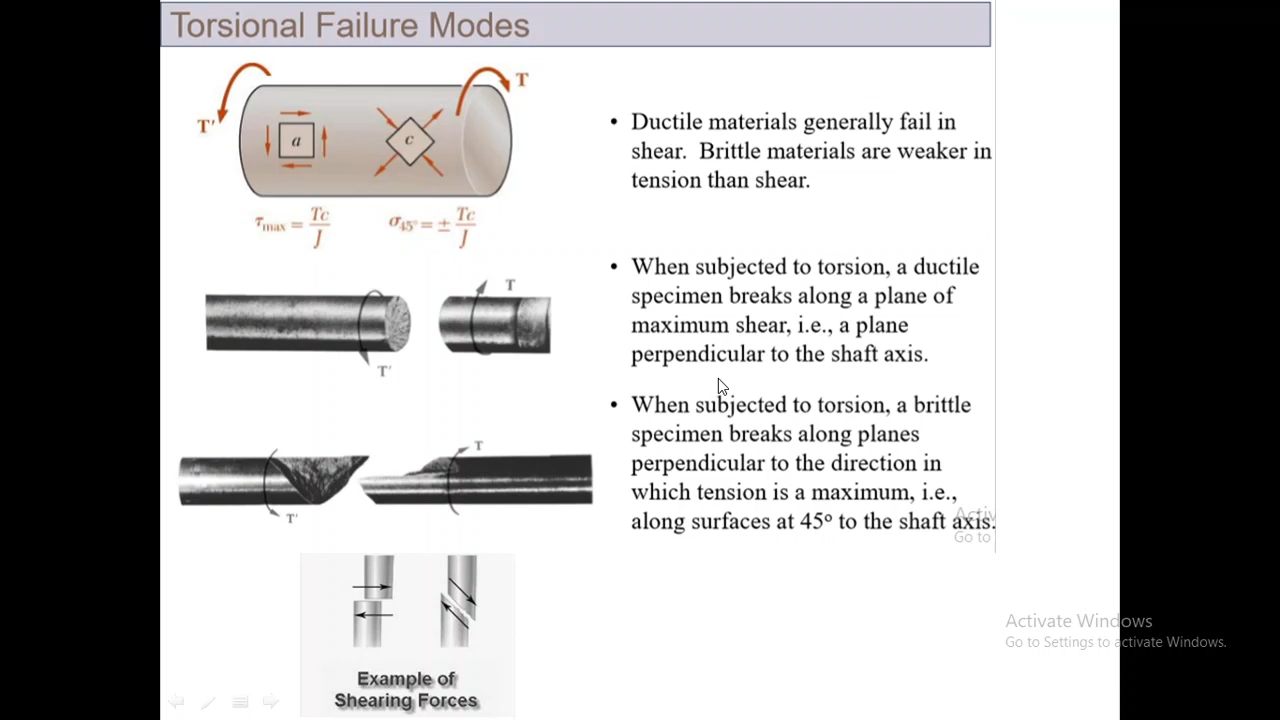 Torsional Failure Modes
T
T'
a
c
τmax = Tc/J
σ45° = ± Tc/J
• Ductile materials generally fail in
shear. Brittle materials are weaker in
tension than shear.
• When subjected to torsion, a ductile
specimen breaks along a plane of
maximum shear, i.e., a plane
perpendicular to the shaft axis.
T
T'
• When subjected to torsion, a brittle
specimen breaks along planes
perpendicular to the direction in
which tension is a maximum, i.e.,
along surfaces at 45º to the shaft axis.
T
T'
Activ
Go to
Example of
Shearing Forces
Activate Windows
Go to Settings to activate Windows.